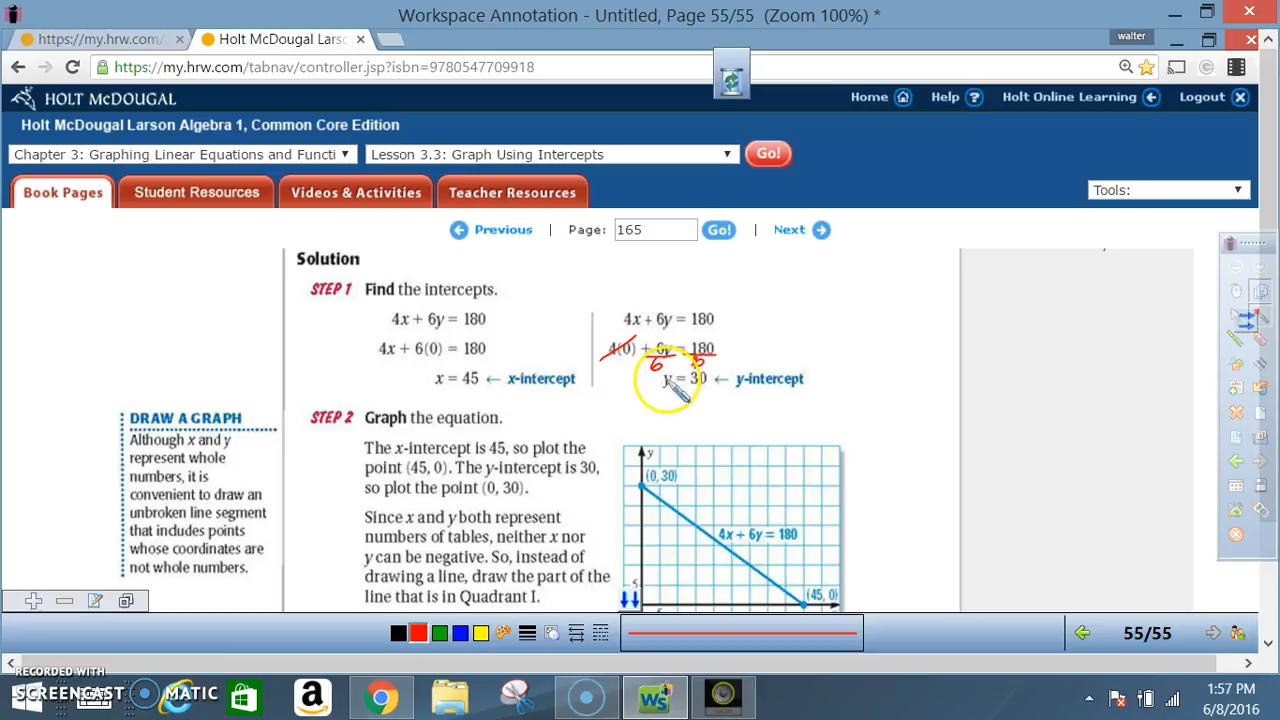 Workspace Annotation - Untitled, Page 55/55 (Zoom 100%) *
https://my.hrw.com/ ×
Holt McDougal Lars ×
walter
https://my.hrw.com/tabnav/controller.jsp?isbn=9780547709918
HOLT McDOUGAL
Home
Help ?
Holt Online Learning
Logout X
Holt McDougal Larson Algebra 1, Common Core Edition
Chapter 3: Graphing Linear Equations and Functi
Lesson 3.3: Graph Using Intercepts
Go!
Book Pages
Student Resources
Videos & Activities
Teacher Resources
Tools:
Previous | Page: 165 Go! | Next
Solution
STEP 1 Find the intercepts.
4x + 6y = 180
4x + 6(0) = 180
x = 45 ← x-intercept
4x + 6y = 180
4(0) + 6y = 180
6
y = 30 ← y-intercept
STEP 2 Graph the equation.
The x-intercept is 45, so plot the
point (45, 0). The y-intercept is 30,
so plot the point (0, 30).
Since x and y both represent
numbers of tables, neither x nor
y can be negative. So, instead of
drawing a line, draw the part of the
line that is in Quadrant I.
DRAW A GRAPH
Although x and y
represent whole
numbers, it is
convenient to draw an
unbroken line segment
that includes points
whose coordinates are
not whole numbers.
y
(0, 30)
4x + 6y = 180
(45, 0)
5
55/55
RECORDED WITH
SCREENCAST MATIC
WS
1:57 PM
6/8/2016